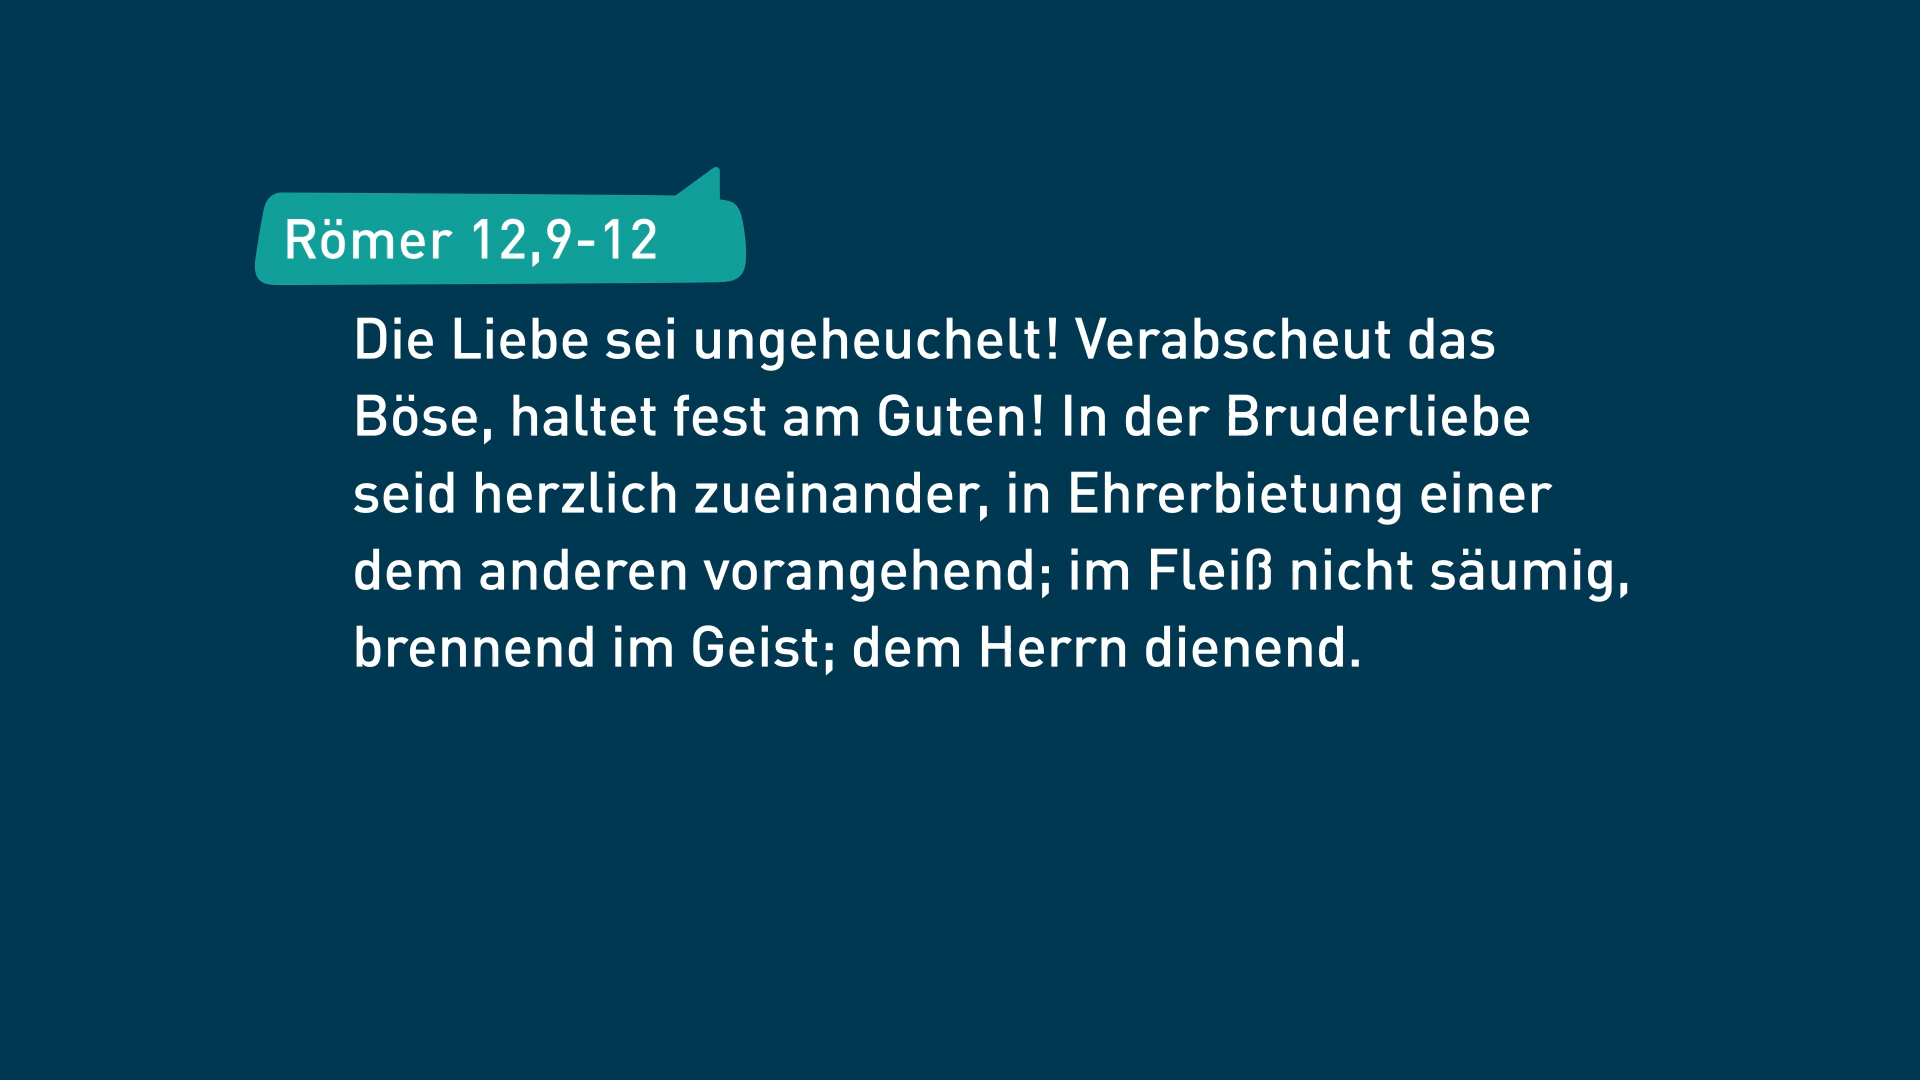 Römer 12,9-12
Die Liebe sei ungeheuchelt! Verabscheut das
Böse, haltet fest am Guten! In der Bruderliebe
seid herzlich zueinander, in Ehrerbietung einer
dem anderen vorangehend; im Fleiß nicht säumig,
brennend im Geist; dem Herrn dienend.